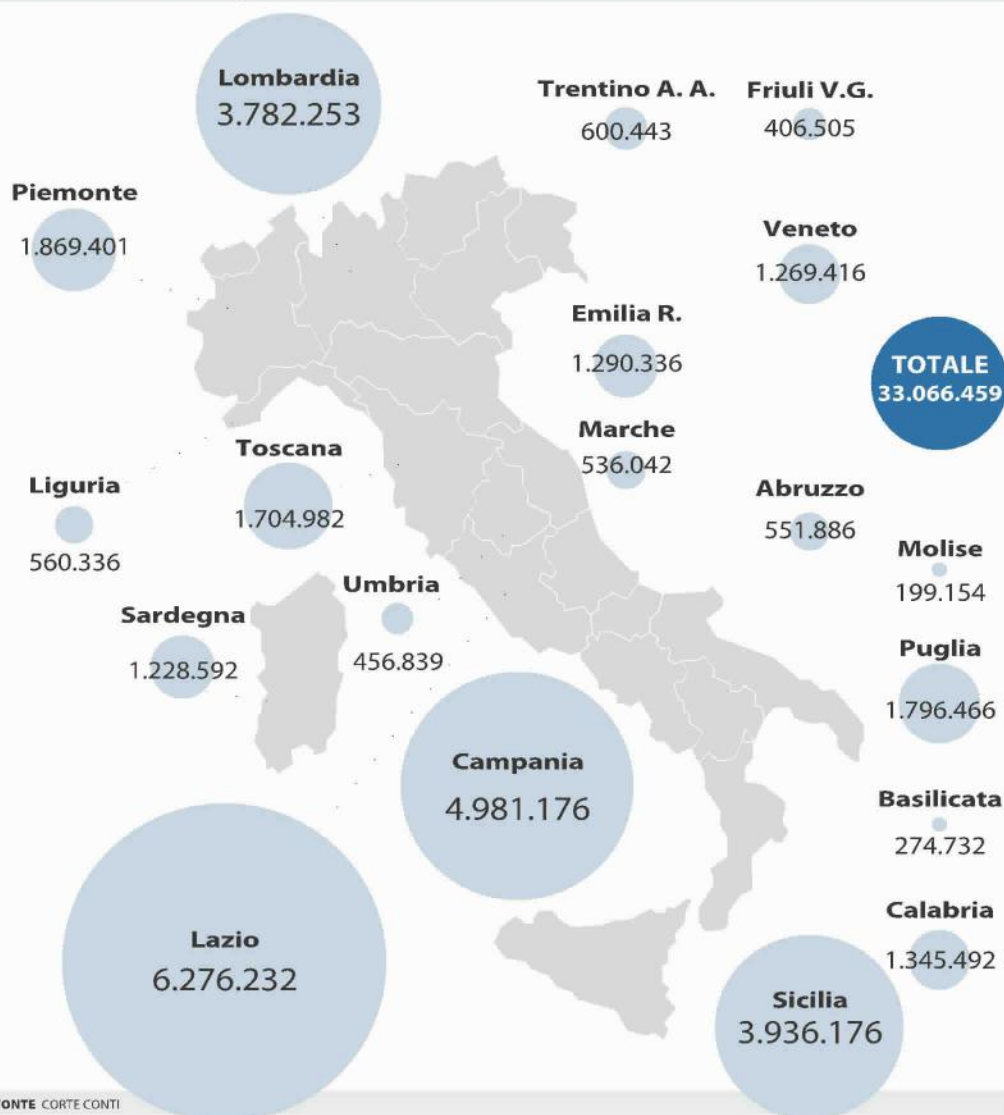 Lombardia
3.782.253
Trentino A. A.
600.443
Friuli V.G.
406.505
Piemonte
1.869.401
Veneto
1.269.416
Emilia R.
1.290.336
TOTALE
33.066.459
Marche
536.042
Toscana
1.704.982
Liguria
560.336
Abruzzo
551.886
Molise
199.154
Umbria
456.839
Sardegna
1.228.592
Puglia
1.796.466
Campania
4.981.176
Basilicata
274.732
Calabria
1.345.492
Lazio
6.276.232
Sicilia
3.936.176
FONTE CORTE CONTI